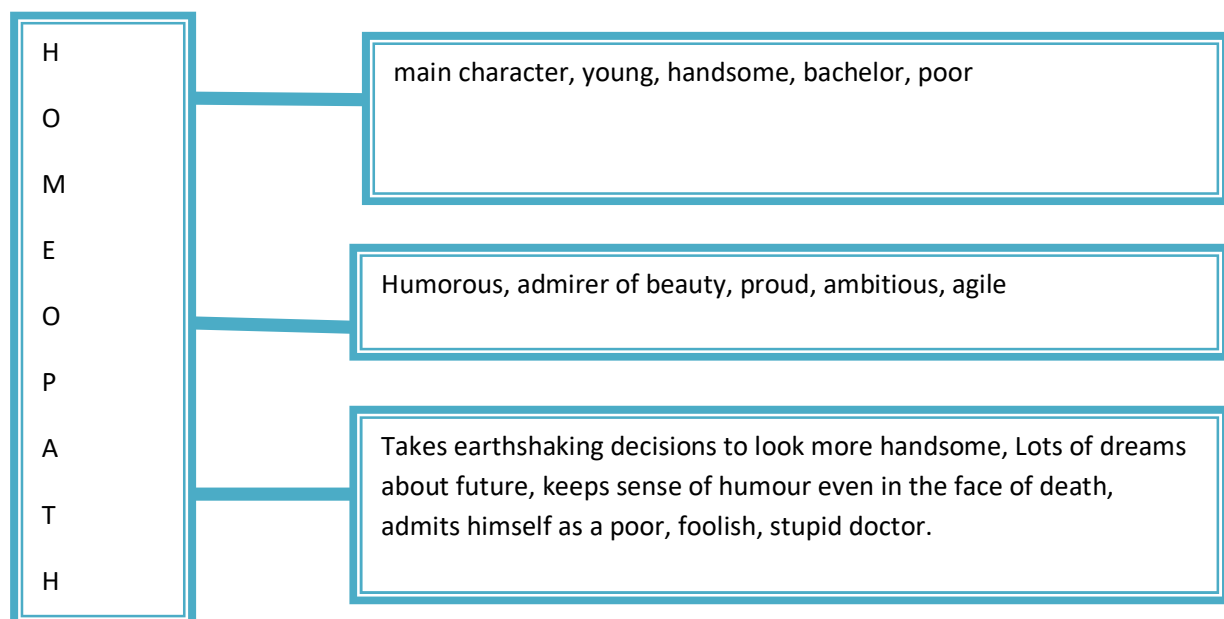 H
O
M
E
O
P
A
T
H
main character, young, handsome, bachelor, poor
Humorous, admirer of beauty, proud, ambitious, agile
Takes earthshaking decisions to look more handsome, Lots of dreams
about future, keeps sense of humour even in the face of death,
admits himself as a poor, foolish, stupid doctor.